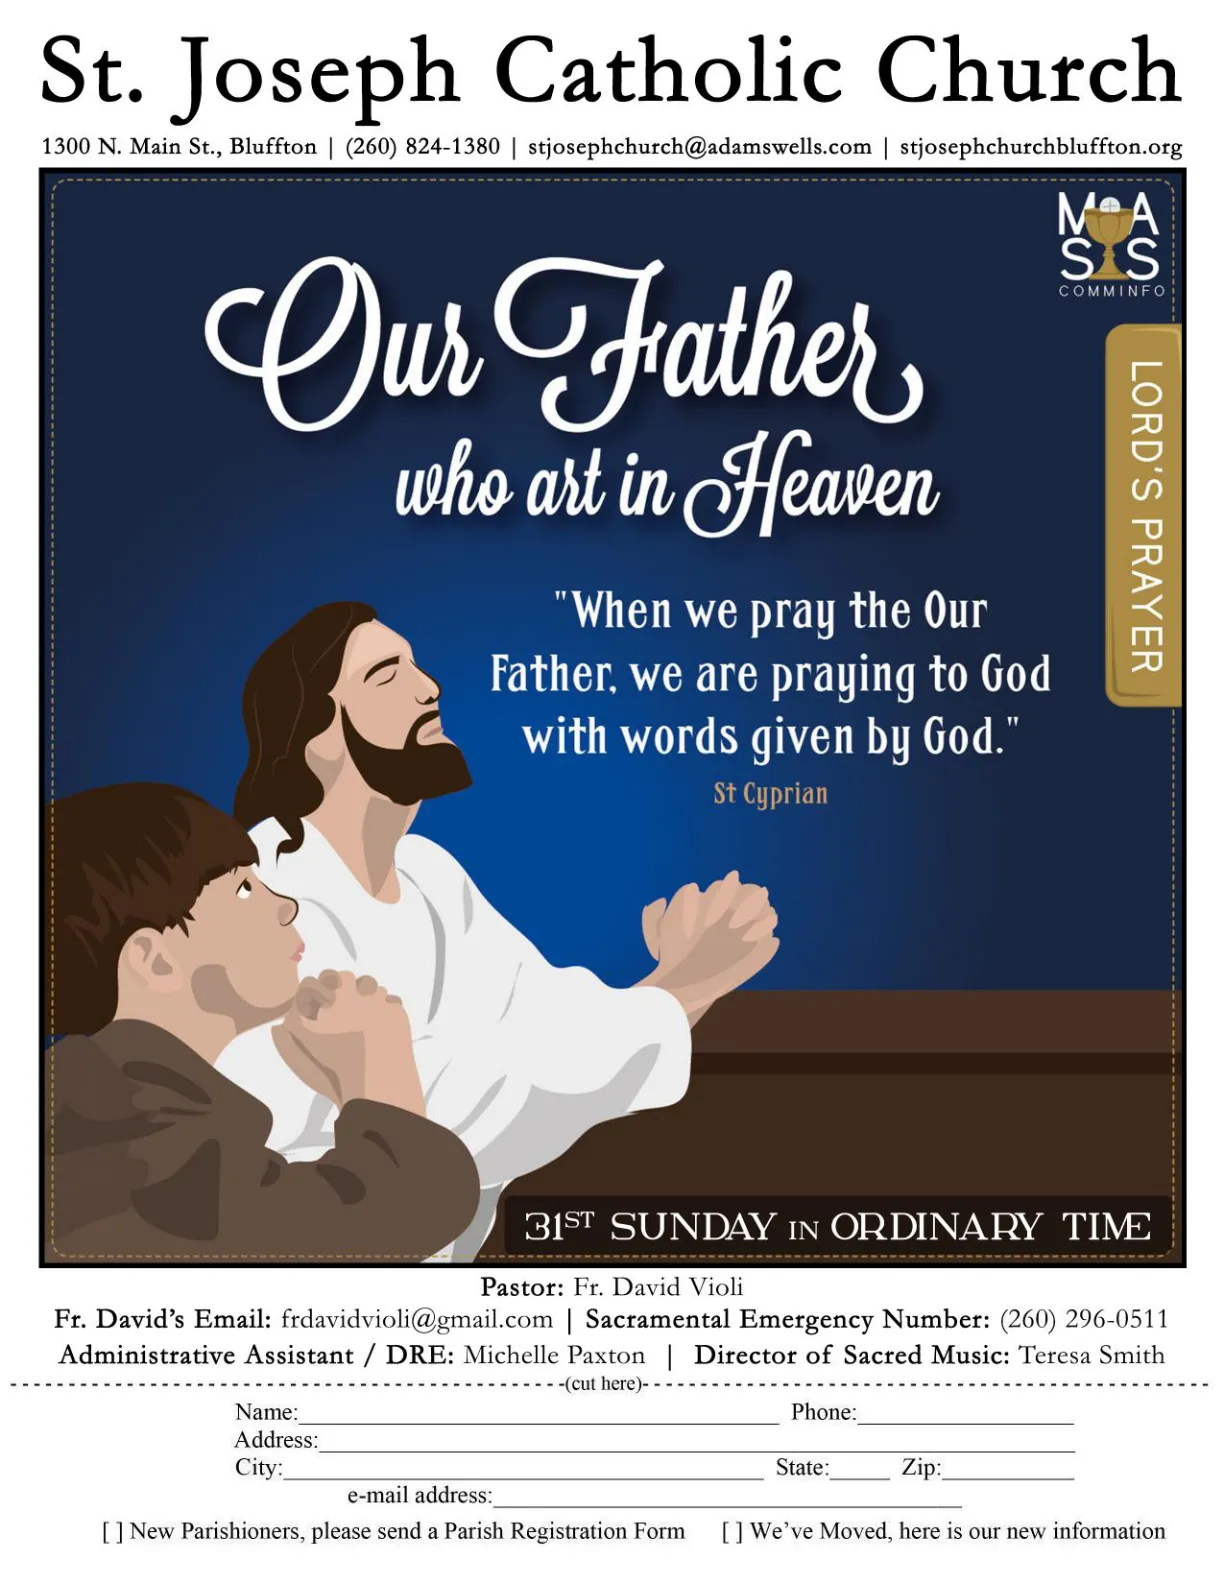 St. Joseph Catholic Church
1300 N. Main St., Bluffton | (260) 824-1380 | stjosephchurch@adamswells.com | stjosephchurchbluffton.org
MASS
COMMINFO
Our Father
who art in Heaven
LORD'S PRAYER
"When we pray the Our
Father, we are praying to God
with words given by God."
St Cyprian
31ST SUNDAY IN ORDINARY TIME
Pastor: Fr. David Violi
Fr. David's Email: frdavidvioli@gmail.com | Sacramental Emergency Number: (260) 296-0511
Administrative Assistant / DRE: Michelle Paxton | Director of Sacred Music: Teresa Smith
(cut here)
Name: Phone:
Address:
City: State: Zip:
e-mail address:
[ ] New Parishioners, please send a Parish Registration Form [ ] We've Moved, here is our new information